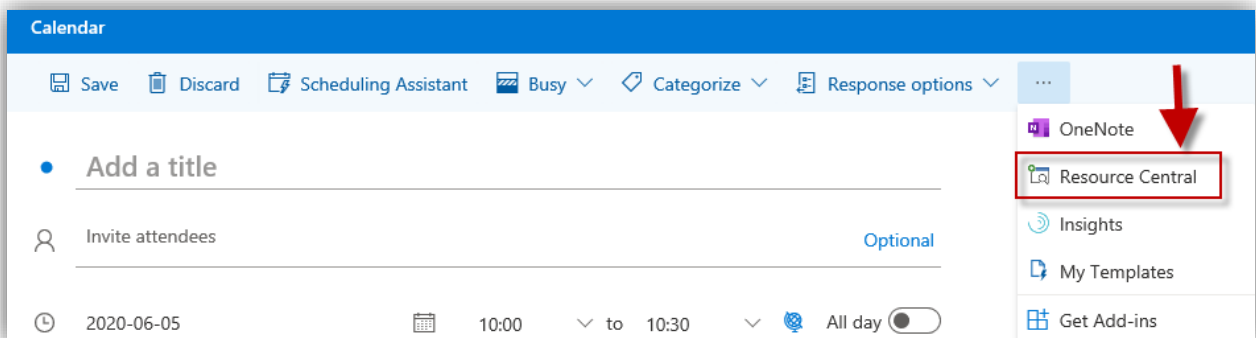 Calendar
Save Discard Scheduling Assistant Busy Categorize Response options ...
OneNote
Add a title
Resource Central
Insights
Invite attendees
Optional
My Templates
2020-06-05 10:00 to 10:30 All day
Get Add-ins